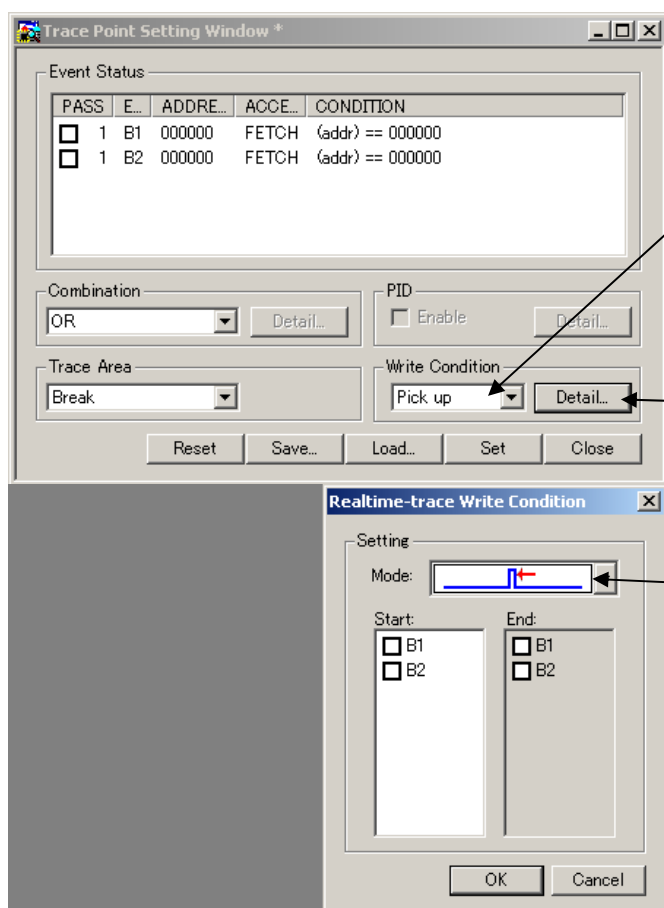 Trace Point Setting Window *
Event Status
PASS E... ADDRE... ACCE... CONDITION
1 B1 000000 FETCH (addr) == 000000
1 B2 000000 FETCH (addr) == 000000
Combination
OR Detail...
PID
Enable Detail...
Trace Area
Break
Write Condition
Pick up Detail...
Reset Save... Load... Set Close
Realtime-trace Write Condition
Setting
Mode:
Start: End:
B1 B1
B2 B2
OK Cancel